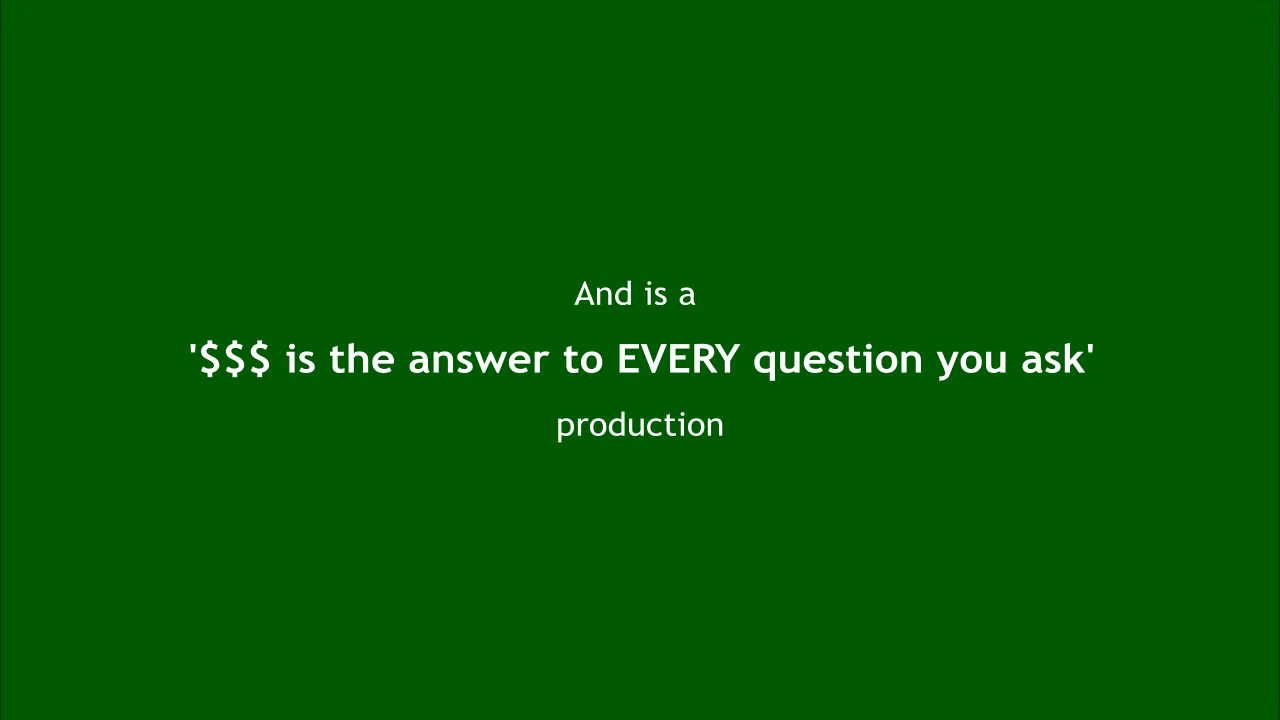 And is a
'$$$ is the answer to EVERY question you ask'
production